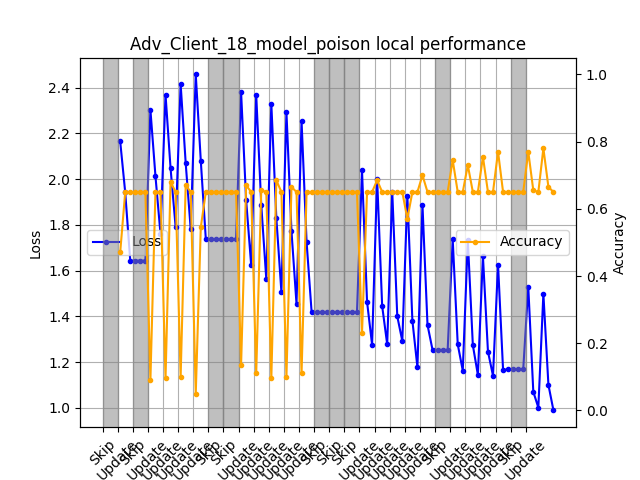 Adv_Client_18_model_poison local performance
Loss
2.4
2.2
2.0
1.8
1.6
1.4
1.2
1.0
Loss
Accuracy
1.0
0.8
0.6
0.4
0.2
0.0
Accuracy
Skip
Update
Skip
Update
Update
Update
Update
Skip
Skip
Update
Update
Update
Update
Update
Skip
Skip
Skip
Update
Update
Update
Update
Update
Skip
Update
Update
Update
Update
Skip
Update